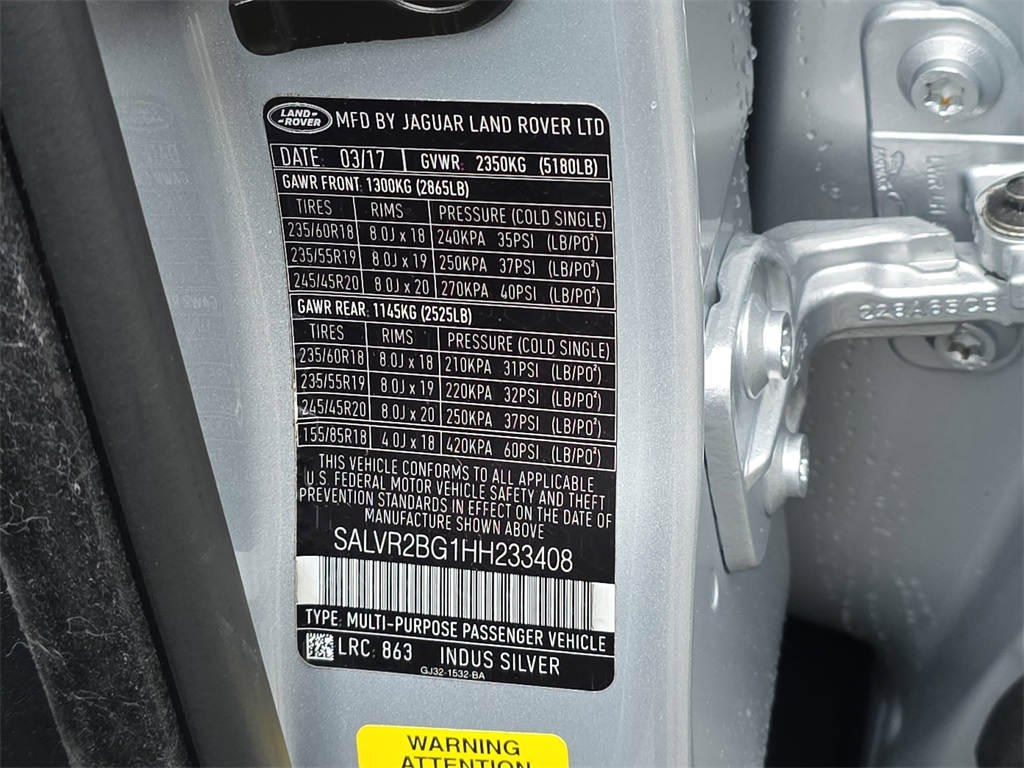 LAND-
-ROVER
MFD BY JAGUAR LAND ROVER LTD
DATE: 03/17 GVWR: 2350KG (5180LB)
GAWR FRONT: 1300KG (2865LB)
TIRES RIMS PRESSURE (COLD SINGLE)
235/60R18 8.0J x 18 240KPA 35PSI (LB/PO²)
235/55R19 8.0J x 19 250KPA 37PSI (LB/PO²)
245/45R20 8.0J x 20 270KPA 40PSI (LB/PO²)
GAWR REAR: 1145KG (2525LB)
TIRES RIMS PRESSURE (COLD SINGLE)
235/60R18 8.0J x 18 210KPA 31PSI (LB/PO²)
235/55R19 8.0J x 19 220KPA 32PSI (LB/PO²)
245/45R20 8.0J x 20 250KPA 37PSI (LB/PO²)
155/85R18 4.0J x 18 420KPA 60PSI (LB/PO²)
THIS VEHICLE CONFORMS TO ALL APPLICABLE
U.S. FEDERAL MOTOR VEHICLE SAFETY AND THEFT
PREVENTION STANDARDS IN EFFECT ON THE DATE OF
MANUFACTURE SHOWN ABOVE
SALVR2BG1HH233408
TYPE: MULTI-PURPOSE PASSENGER VEHICLE
LRC: 863 INDUS SILVER
GJ32-1532-BA
WARNING
ATTENTION